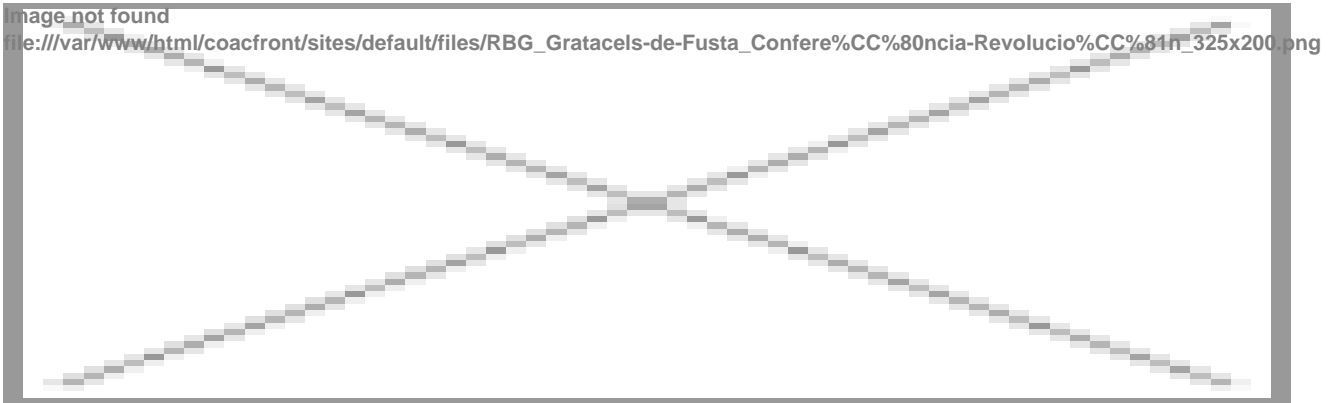 Image not found
file:///var/www/html/coacfront/sites/default/files/RBG_Gratacels-de-Fusta_Confere%CC%80ncia-Revolucio%CC%81n_325x200.png